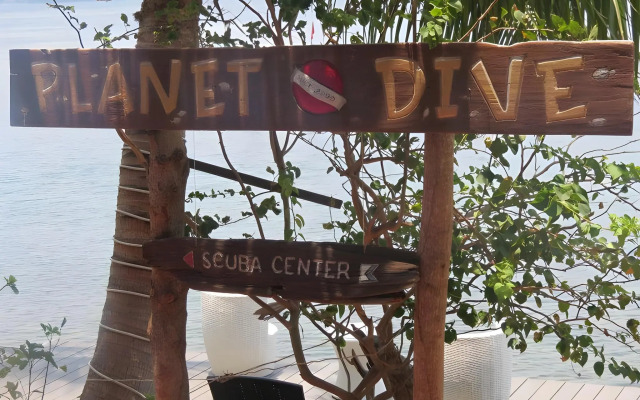 PLANET DIVE
SCUBA CENTER